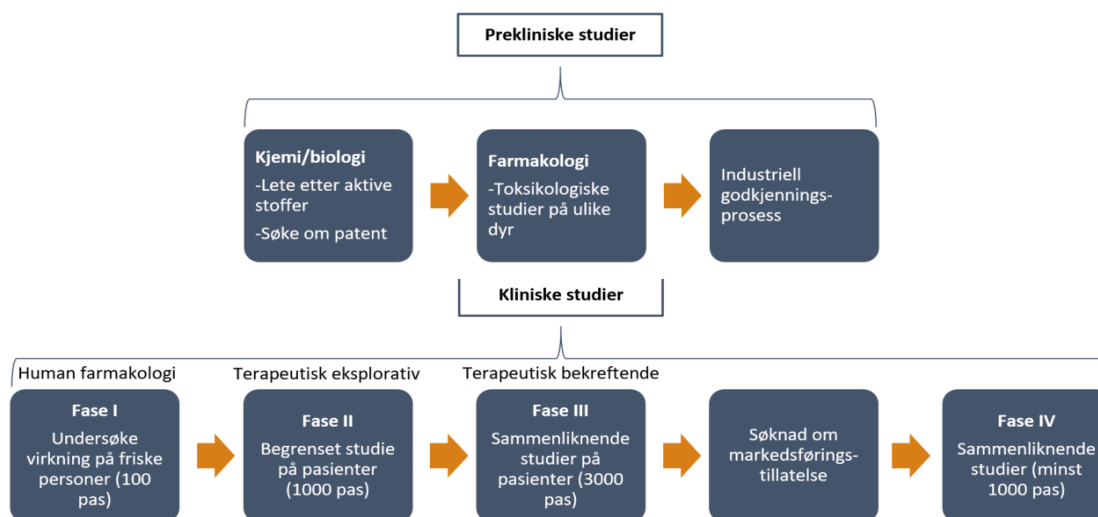 Prekliniske studier
Kjemi/biologi
-Lete etter aktive
stoffer
-Søke om patent
Farmakologi
-Toksikologiske
studier på ulike
dyr
Industriell
godkjennings-
prosess
Kliniske studier
Human farmakologi
Terapeutisk eksplorativ
Terapeutisk bekreftende
Fase I
Undersøke
virkning på friske
personer (100
pas)
Fase II
Begrenset studie
på pasienter
(1000 pas)
Fase III
Sammenliknende
studier på
pasienter (3000
pas)
Søknad om
markedsførings-
tillatelse
Fase IV
Sammenliknende
studier (minst
1000 pas)